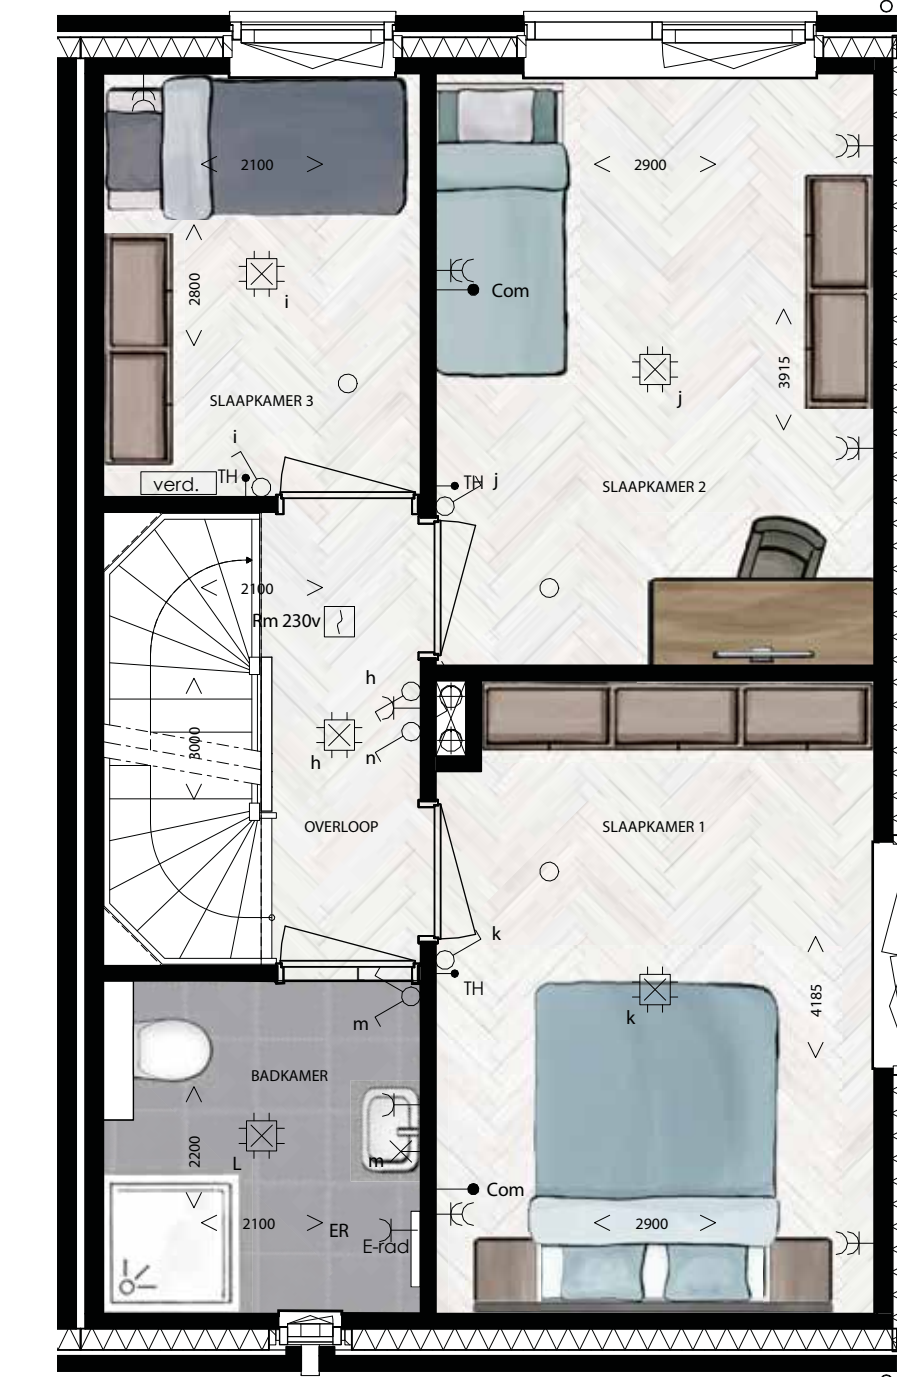 2100
2900
2800
i
Com
3915
j
SLAAPKAMER 3
i
verd.
TH
TH
j
SLAAPKAMER 2
2100
Rm 230v
h
3000
h
n
OVERLOOP
SLAAPKAMER 1
k
TH
4185
k
m
BADKAMER
2200
L
m
Com
2100
ER
E-rad
2900